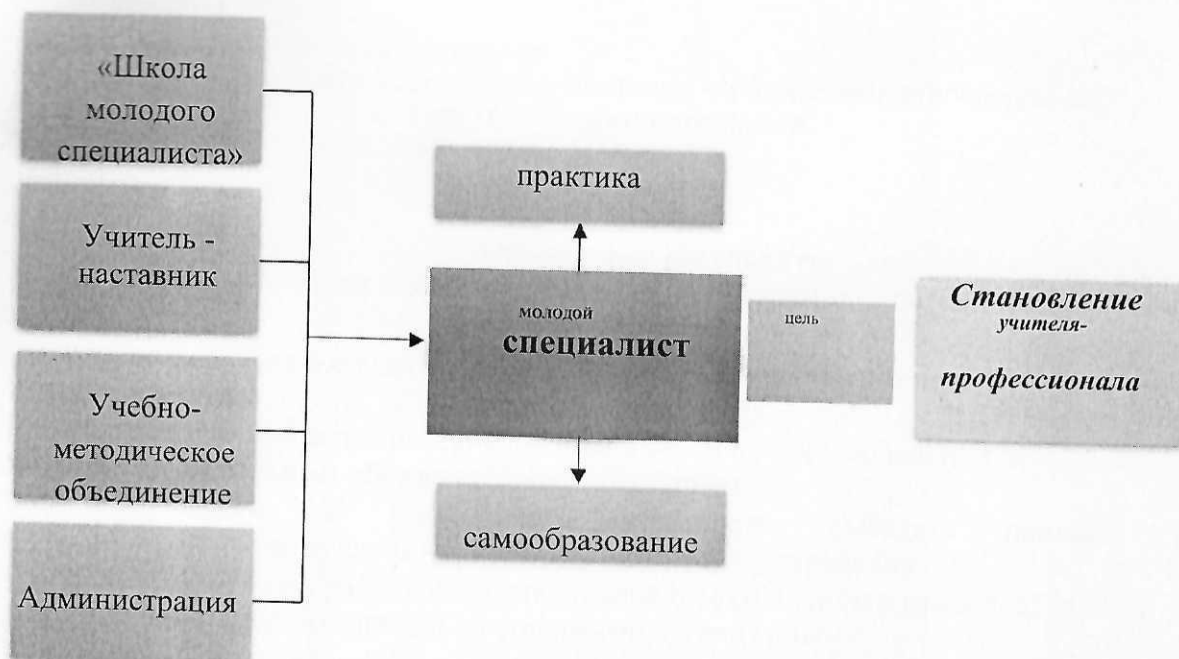 «Школа
молодого
специалиста»
Учитель -
наставник
Учебно-
методическое
объединение
Администрация
практика
молодой
специалист
самообразование
цель
Становление
учителя-
профессионала